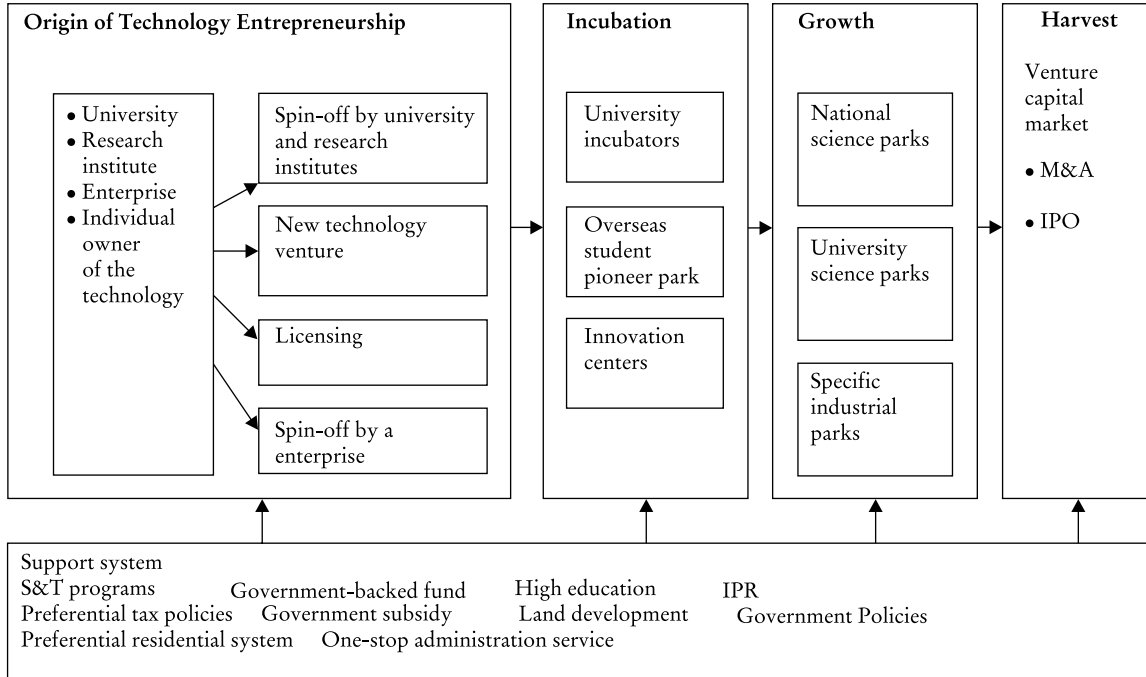 Origin of Technology Entrepreneurship
• University
• Research
institute
• Enterprise
• Individual
owner
of the
technology
Spin-off by university
and research
institutes
New technology
venture
Licensing
Spin-off by a
enterprise
Incubation
University
incubators
Overseas
student
pioneer park
Innovation
centers
Growth
National
science parks
University
science parks
Specific
industrial
parks
Harvest
Venture
capital
market
• M&A
• IPO
Support system
S&T programs Government-backed fund High education IPR
Preferential tax policies Government subsidy Land development Government Policies
Preferential residential system One-stop administration service